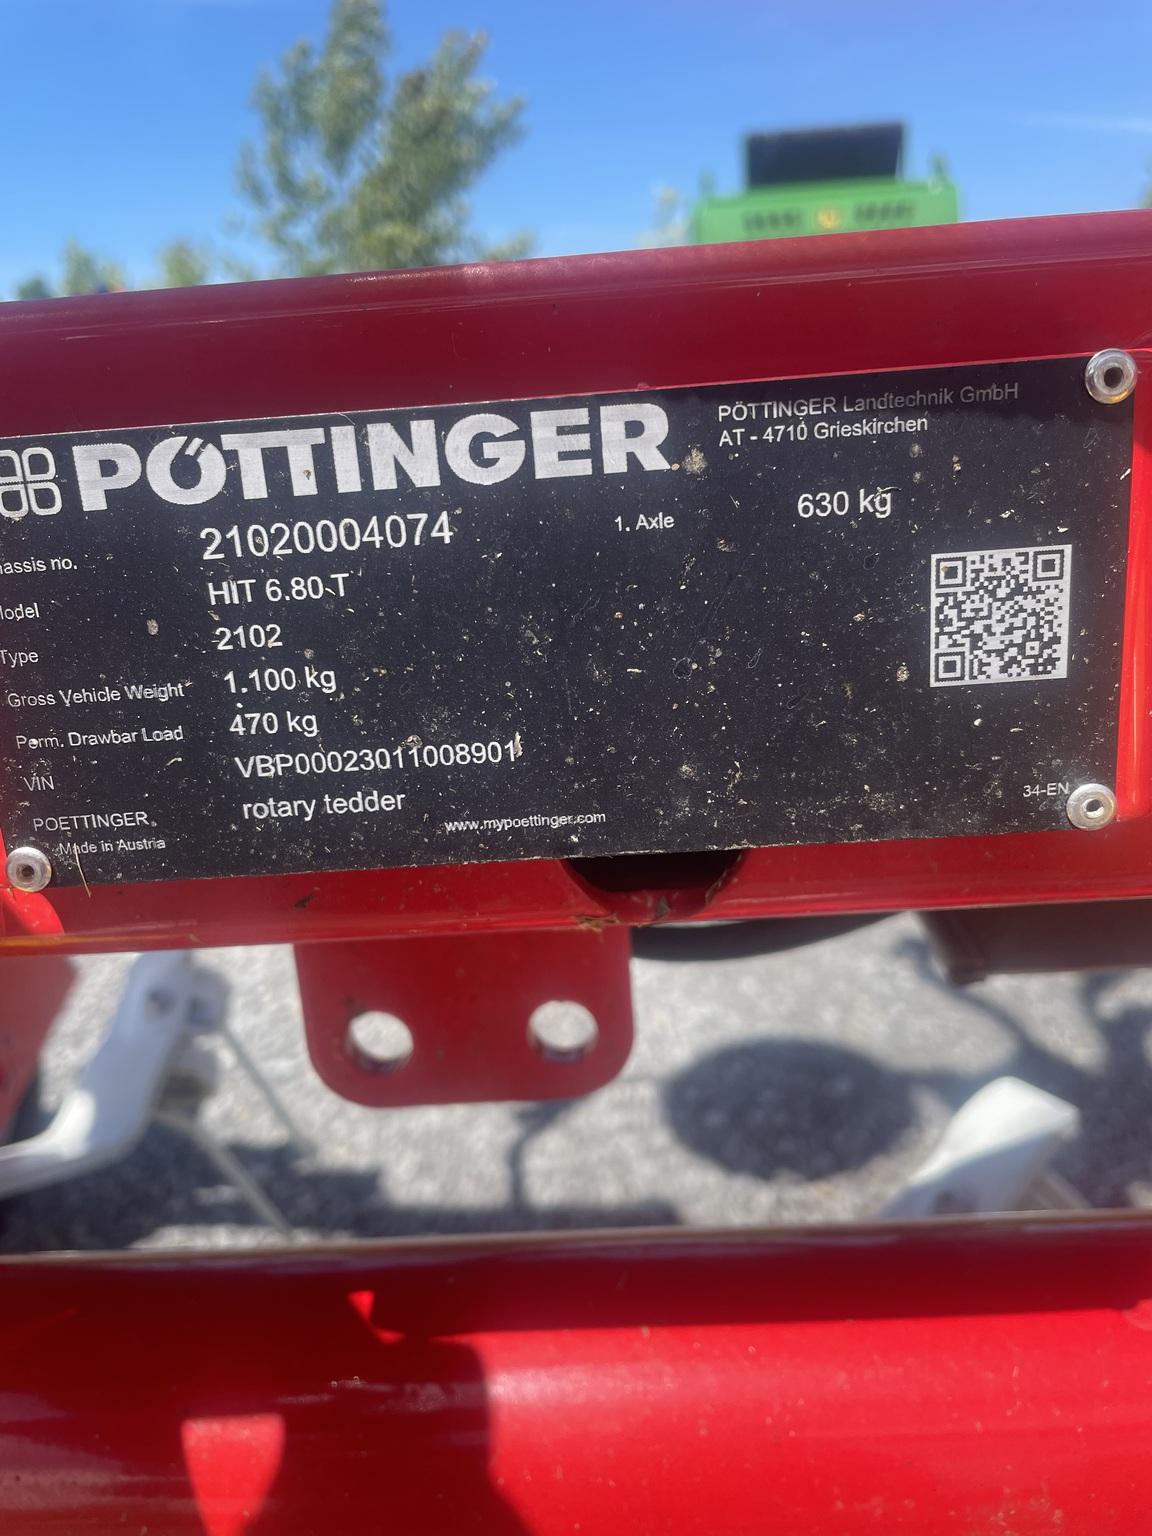 PÖTTINGER
PÖTTINGER Landtechnik GmbH
AT - 4710 Grieskirchen
hassis no. 21020004074 1. Axle 630 kg
Model HIT 6.80 T
Type 2102
Gross Vehicle Weight 1.100 kg
Perm. Drawbar Load 470 kg
VIN VBP00023011008901
POETTINGER rotary tedder
Made in Austria
www.mypoettinger.com
34-EN